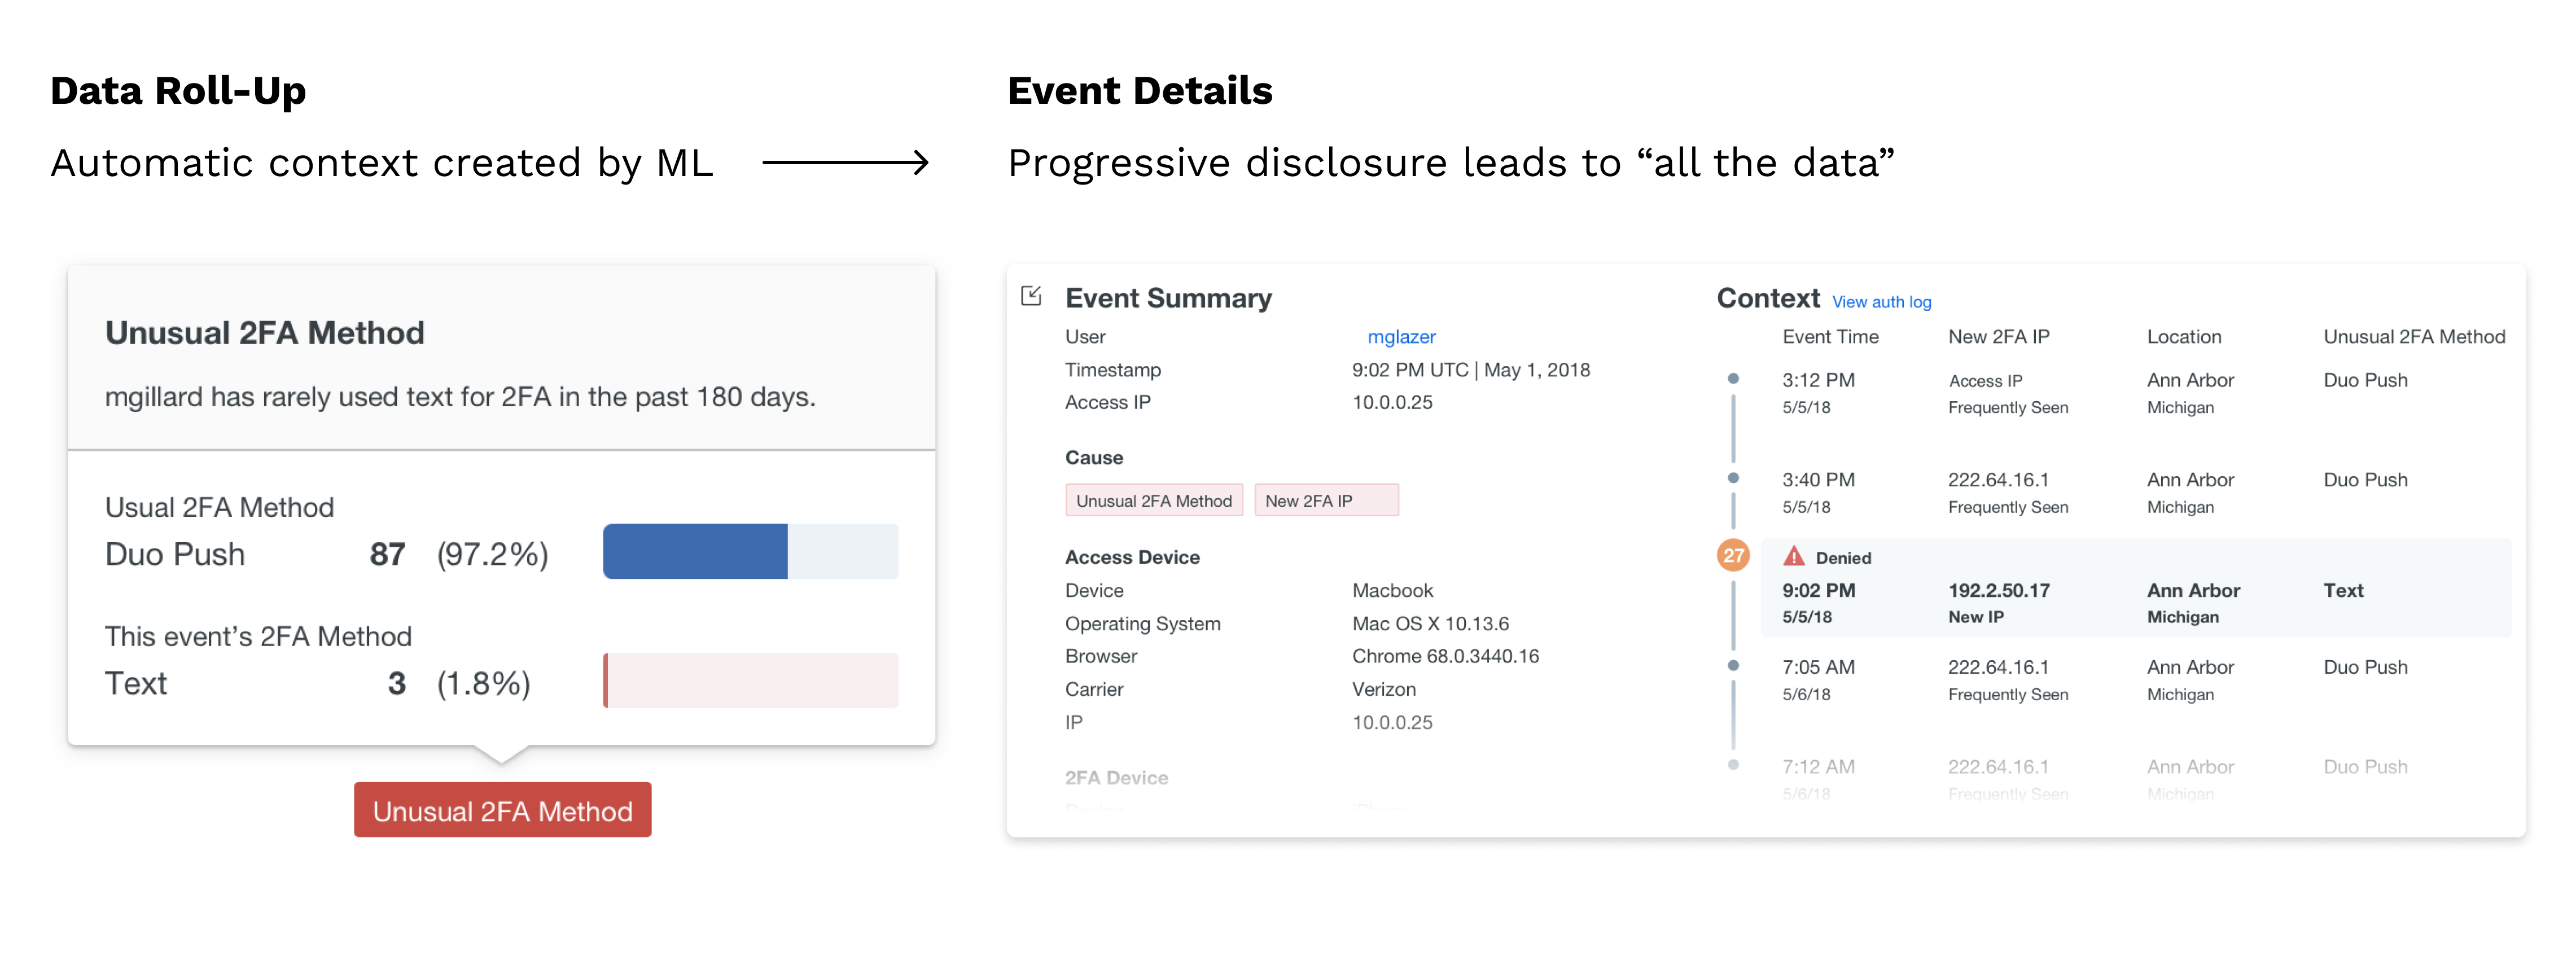 Data Roll-Up
Automatic context created by ML
Unusual 2FA Method
mgillard has rarely used text for 2FA in the past 180 days.
Usual 2FA Method
Duo Push 87 (97.2%)
This event’s 2FA Method
Text 3 (1.8%)
Unusual 2FA Method
Event Details
Progressive disclosure leads to “all the data”
Event Summary
User mglazer
Timestamp 9:02 PM UTC | May 1, 2018
Access IP 10.0.0.25
Cause
Unusual 2FA Method New 2FA IP
Access Device
Device Macbook
Operating System Mac OS X 10.13.6
Browser Chrome 68.0.3440.16
Carrier Verizon
IP 10.0.0.25
2FA Device
Context View auth log
Event Time New 2FA IP Location Unusual 2FA Method
3:12 PM Access IP Ann Arbor Duo Push
5/5/18 Frequently Seen Michigan
3:40 PM 222.64.16.1 Ann Arbor Duo Push
5/5/18 Frequently Seen Michigan
27 Denied
9:02 PM 192.2.50.17 Ann Arbor Text
5/5/18 New IP Michigan
7:05 AM 222.64.16.1 Ann Arbor Duo Push
5/6/18 Frequently Seen Michigan
7:12 AM 222.64.16.1 Ann Arbor Duo Push
5/6/18 Frequently Seen Michigan